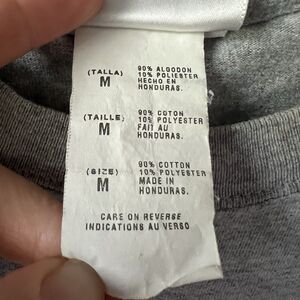 (TALLA) 90% ALGODON
M 10% POLIESTER
HECHO EN
HONDURAS.
(TAILLE) 90% COTON
M 10% POLYESTER
FAIT AU
HONDURAS.
(SIZE) 90% COTTON
M 10% POLYESTER
MADE IN
HONDURAS.
CARE ON REVERSE
INDICATIONS AU VERSO